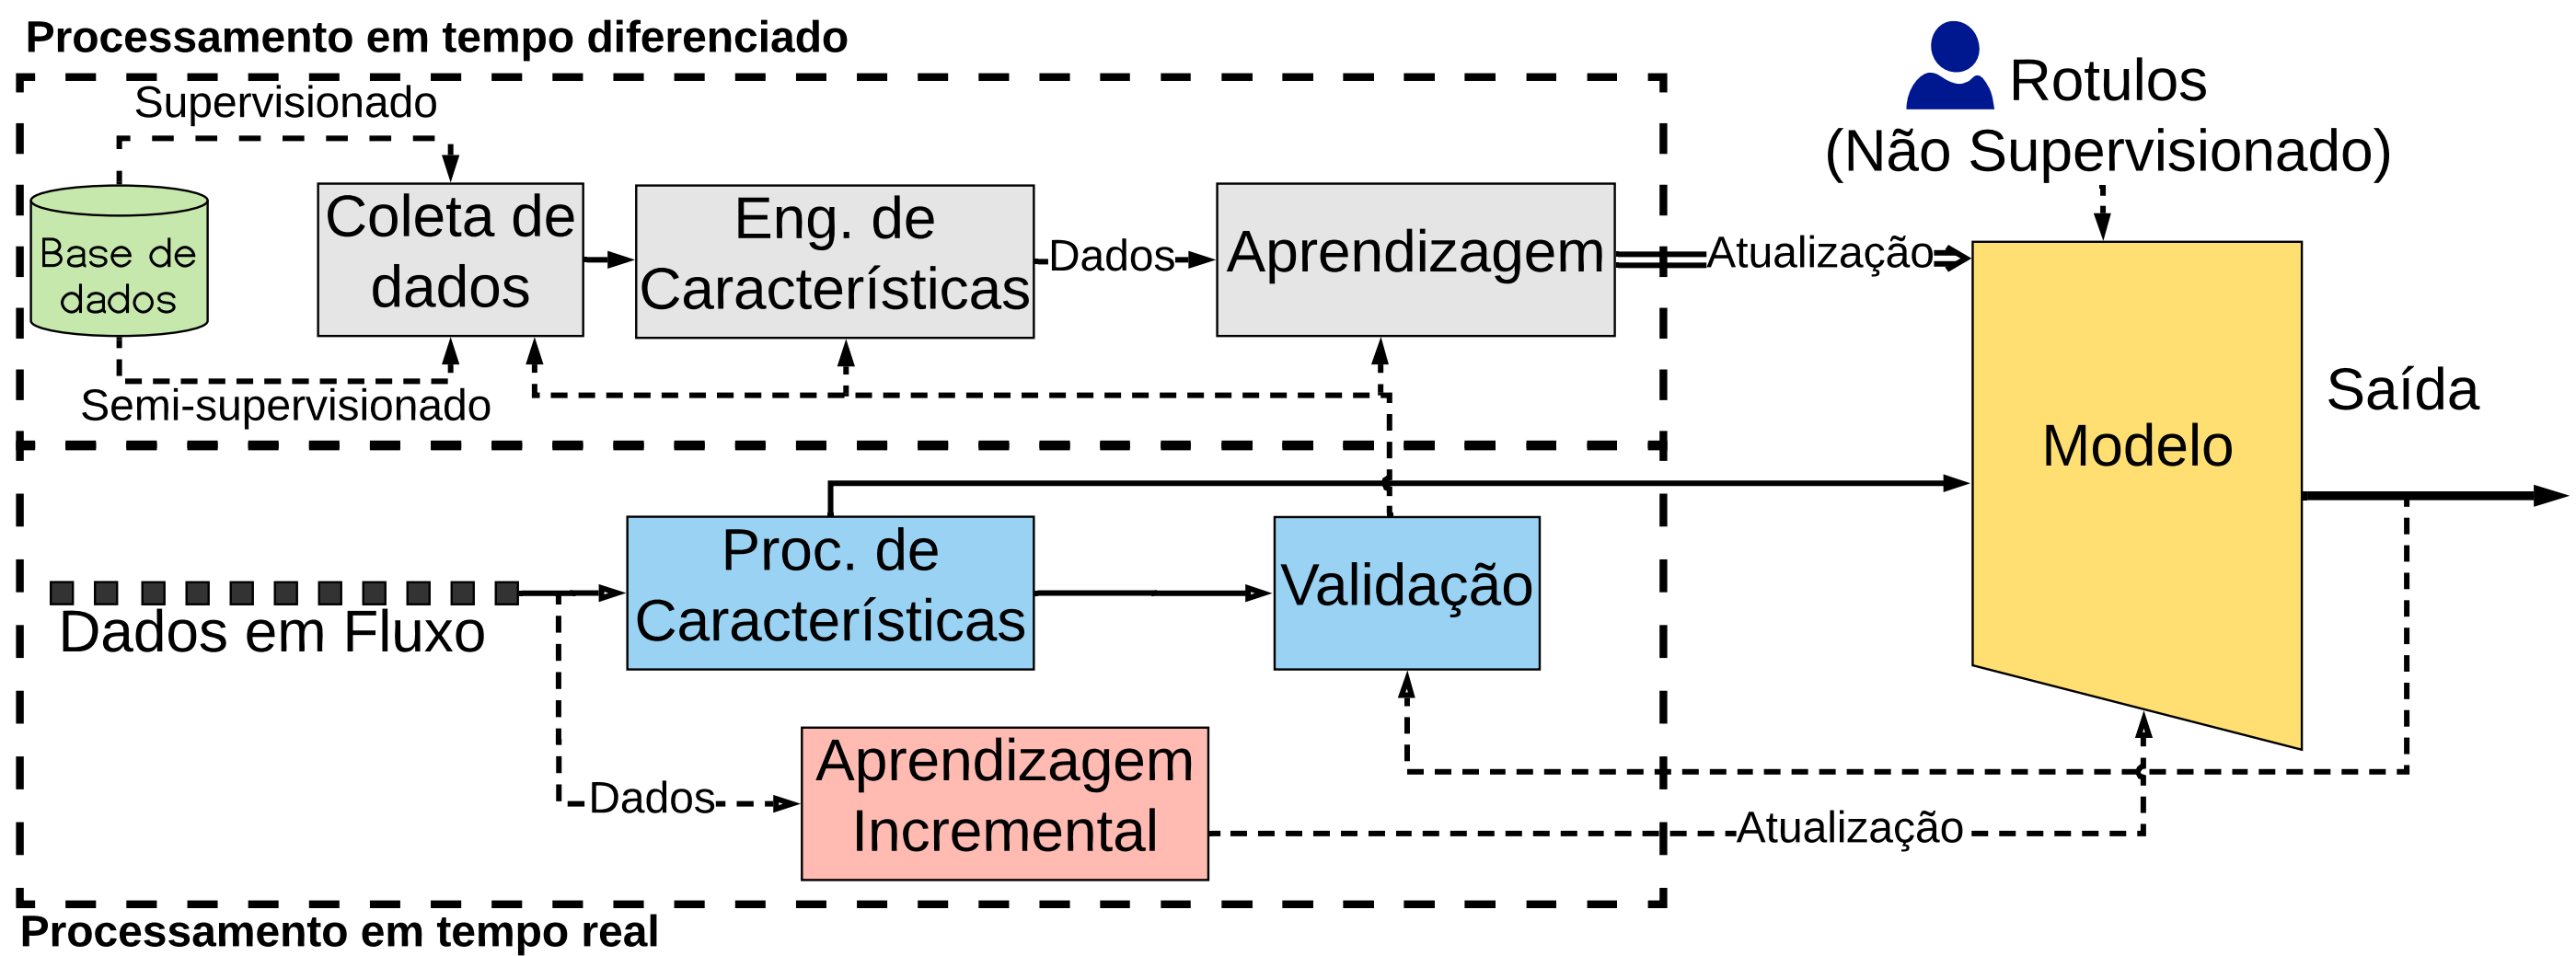 Processamento em tempo diferenciado
Supervisionado
Rotulos
(Não Supervisionado)
Base de
dados
Coleta de
dados
Eng. de
Características
Dados
Aprendizagem
Atualização
Semi-supervisionado
Modelo
Saída
Dados em Fluxo
Proc. de
Características
Validação
Dados
Aprendizagem
Incremental
Atualização
Processamento em tempo real